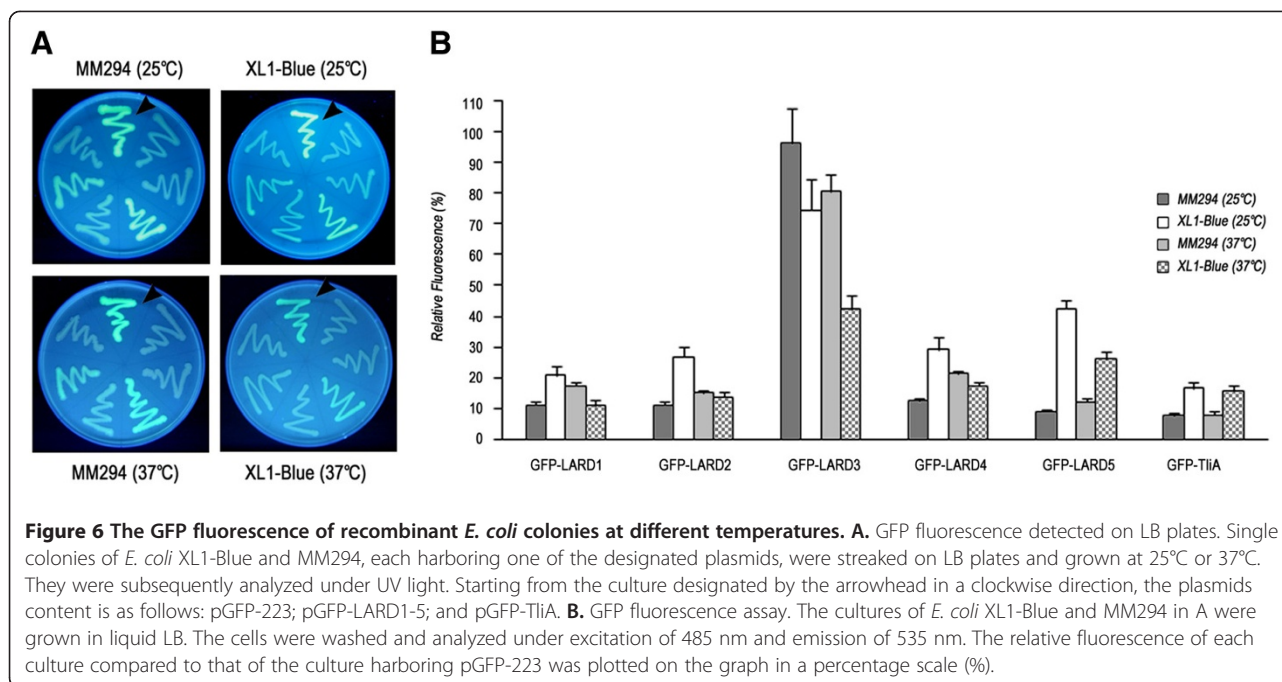 A
MM294 (25°C)
XL1-Blue (25°C)
MM294 (37°C)
XL1-Blue (37°C)
B
Relative Fluorescence (%)
110
100
90
80
70
60
50
40
30
20
10
0
GFP-LARD1
GFP-LARD2
GFP-LARD3
GFP-LARD4
GFP-LARD5
GFP-TliA
MM294 (25℃)
XL1-Blue (25℃)
MM294 (37℃)
XL1-Blue (37℃)
Figure 6 The GFP fluorescence of recombinant E. coli colonies at different temperatures. A. GFP fluorescence detected on LB plates. Single
colonies of E. coli XL1-Blue and MM294, each harboring one of the designated plasmids, were streaked on LB plates and grown at 25°C or 37°C.
They were subsequently analyzed under UV light. Starting from the culture designated by the arrowhead in a clockwise direction, the plasmids
content is as follows: pGFP-223; pGFP-LARD1-5; and pGFP-TliA. B. GFP fluorescence assay. The cultures of E. coli XL1-Blue and MM294 in A were
grown in liquid LB. The cells were washed and analyzed under excitation of 485 nm and emission of 535 nm. The relative fluorescence of each
culture compared to that of the culture harboring pGFP-223 was plotted on the graph in a percentage scale (%).